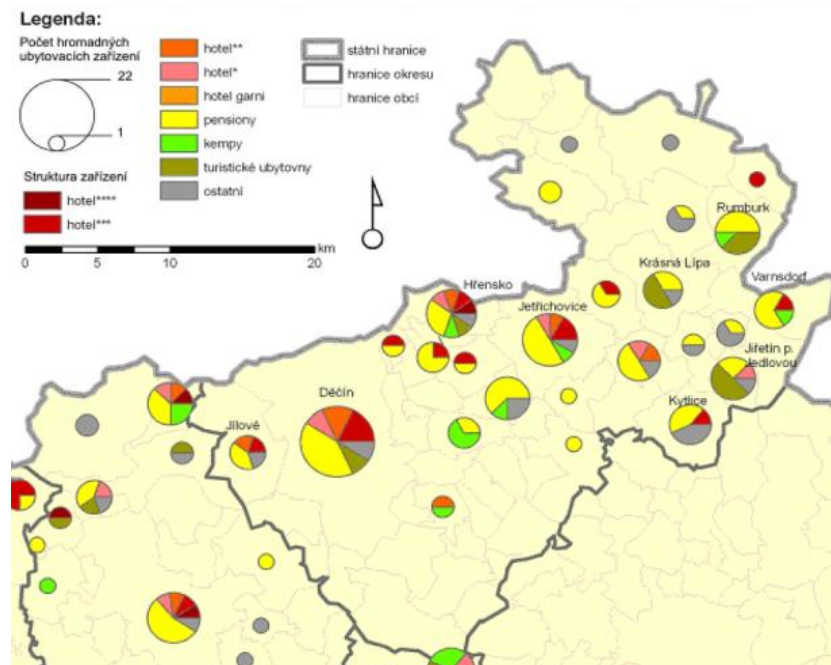 Legenda:
Počet hromadných
ubytovacích zařízení
22
1
Struktura zařízení
hotel****
hotel***
hotel**
hotel*
hotel garni
pensiony
kempy
turistické ubytovny
ostatní
státní hranice
hranice okresu
hranice obcí
km
0 5 10 20
Rumburk
Krásná Lípa
Varnsdorf
Hřensko
Jetřichovice
Jiřetín p.
Jedlovou
Děčín
Kytlice
Jílové